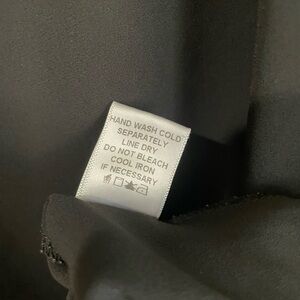 HAND WASH COLD
SEPARATELY
LINE DRY
DO NOT BLEACH
COOL IRON
IF NECESSARY